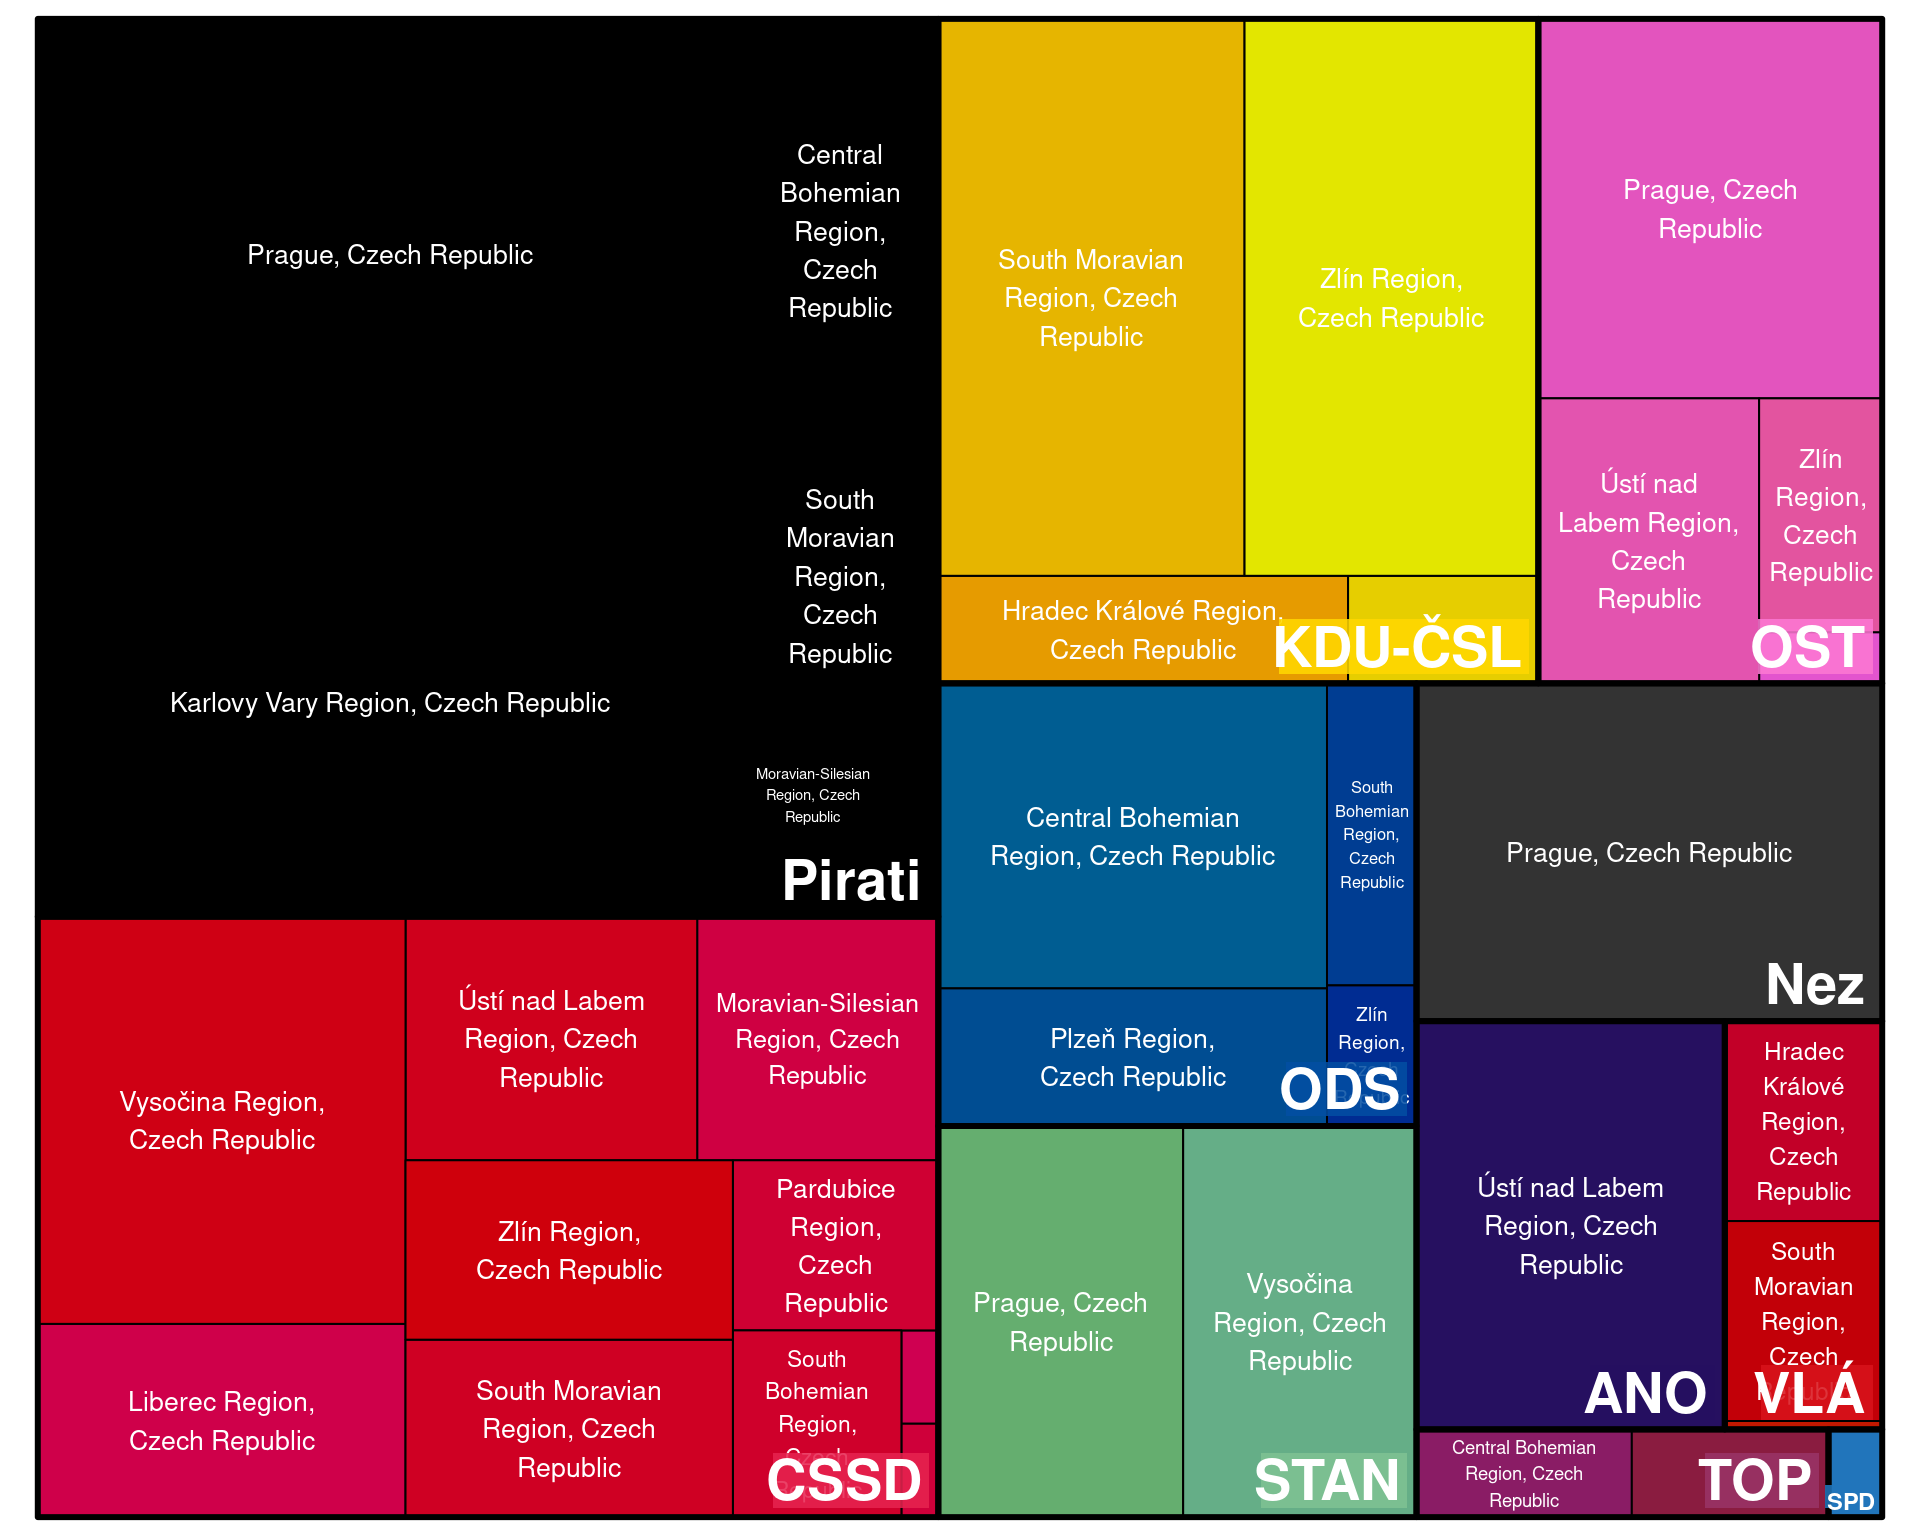 Prague, Czech Republic
Central
Bohemian
Region,
Czech
Republic
Karlovy Vary Region, Czech Republic
South
Moravian
Region,
Czech
Republic
Moravian-Silesian
Region, Czech
Republic
Pirati
South Moravian
Region, Czech
Republic
Zlín Region,
Czech Republic
Hradec Králové Region,
Czech Republic
KDU-ČSL
Prague, Czech
Republic
Ústí nad
Labem Region,
Czech
Republic
Zlín
Region,
Czech
Republic
OST
Central Bohemian
Region, Czech Republic
South
Bohemian
Region,
Czech
Republic
Plzeň Region,
Czech Republic
Zlín
Region,
Czech
Republic
ODS
Prague, Czech Republic
Nez
Vysočina Region,
Czech Republic
Ústí nad Labem
Region, Czech
Republic
Moravian-Silesian
Region, Czech
Republic
Zlín Region,
Czech Republic
Pardubice
Region,
Czech
Republic
Liberec Region,
Czech Republic
South Moravian
Region, Czech
Republic
South
Bohemian
Region,
Czech
Republic
CSSD
Prague, Czech
Republic
Vysočina
Region, Czech
Republic
STAN
Ústí nad Labem
Region, Czech
Republic
ANO
Hradec
Králové
Region,
Czech
Republic
South
Moravian
Region,
Czech
Republic
VLÁ
Central Bohemian
Region, Czech
Republic
TOP
SPD